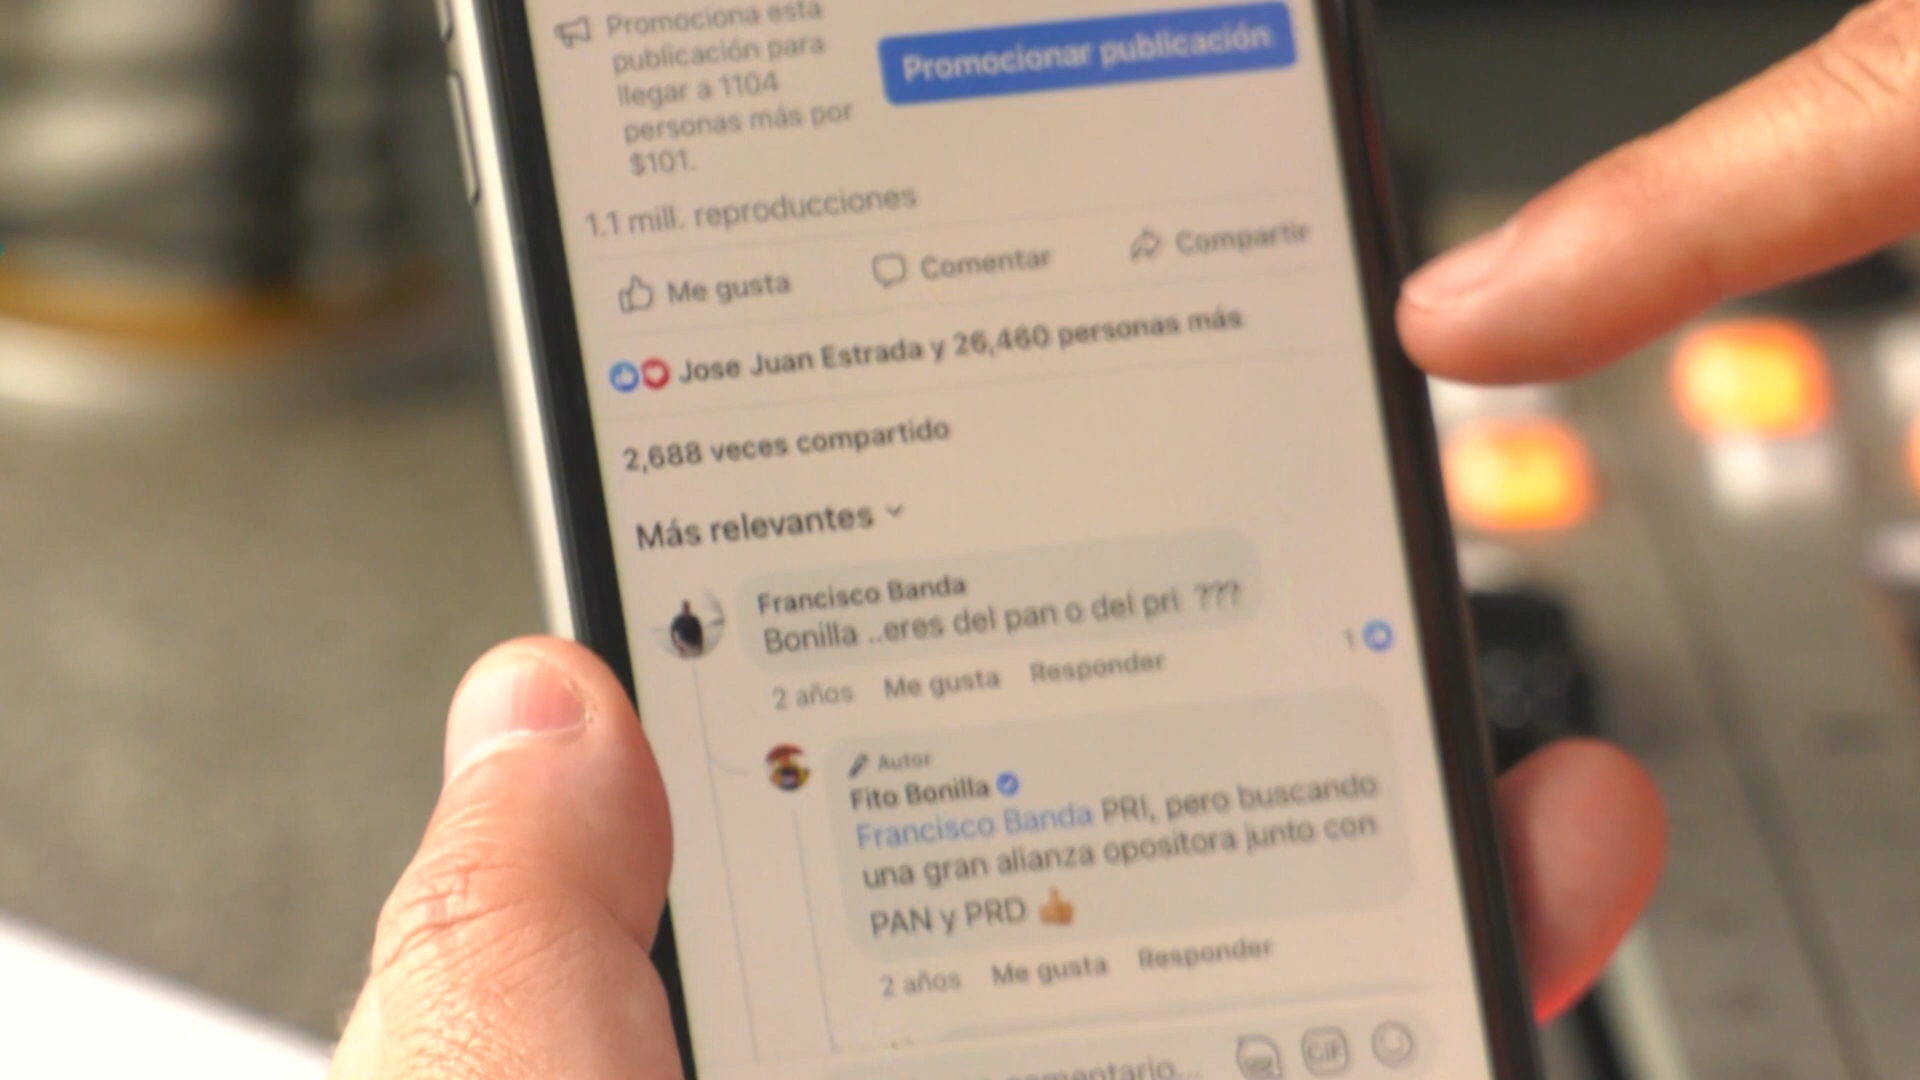 Promociona esta
publicación para
llegar a 1104
personas más por
$101.
Promocionar publicación
1.1 mill. reproducciones
Me gusta
Comentar
Compartir
Jose Juan Estrada y 26,460 personas más
2,688 veces compartido
Más relevantes
Francisco Banda
Bonilla ..eres del pan o del pri ???
2 años Me gusta Responder
1
Autor
Fito Bonilla
Francisco Banda PRI, pero buscando
una gran alianza opositora junto con
PAN y PRD 👍
2 años Me gusta Responder
GIF